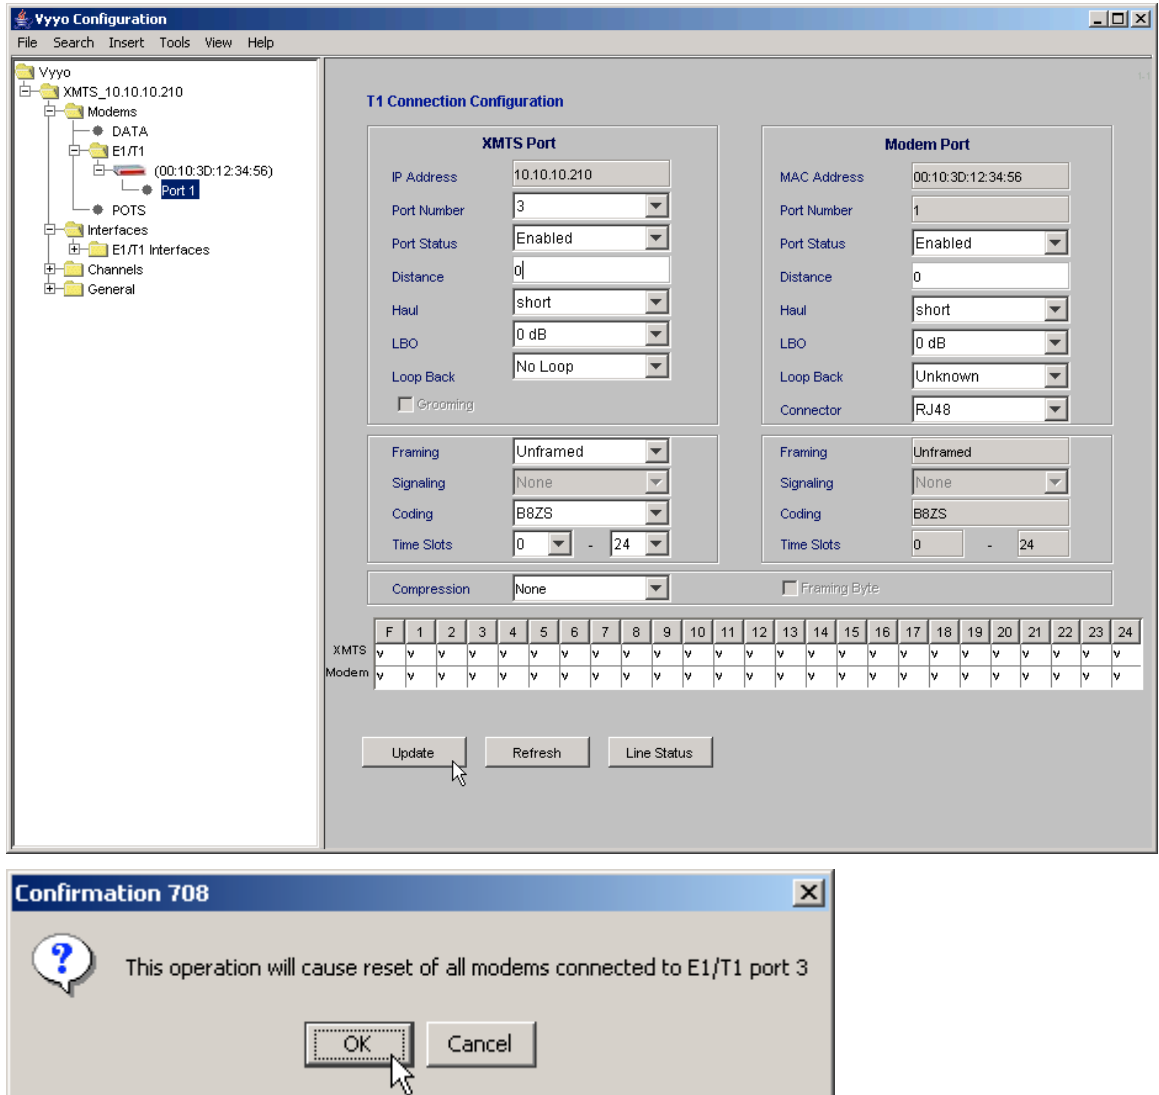 Vyyo Configuration
File Search Insert Tools View Help
Vyyo
XMTS_10.10.10.210
Modems
DATA
E1/T1
(00:10:3D:12:34:56)
Port 1
POTS
Interfaces
E1/T1 Interfaces
Channels
General
1-1
T1 Connection Configuration
XMTS Port
IP Address 10.10.10.210
Port Number 3
Port Status Enabled
Distance 0
Haul short
LBO 0 dB
Loop Back No Loop
Grooming
Modem Port
MAC Address 00:10:3D:12:34:56
Port Number 1
Port Status Enabled
Distance 0
Haul short
LBO 0 dB
Loop Back Unknown
Connector RJ48
Framing Unframed
Signaling None
Coding B8ZS
Time Slots 0 - 24
Framing Unframed
Signaling None
Coding B8ZS
Time Slots 0 - 24
Compression None Framing Byte
F 1 2 3 4 5 6 7 8 9 10 11 12 13 14 15 16 17 18 19 20 21 22 23 24
XMTS v v v v v v v v v v v v v v v v v v v v v v v v v
Modem v v v v v v v v v v v v v v v v v v v v v v v v v
Update Refresh Line Status
Confirmation 708
This operation will cause reset of all modems connected to E1/T1 port 3
OK Cancel